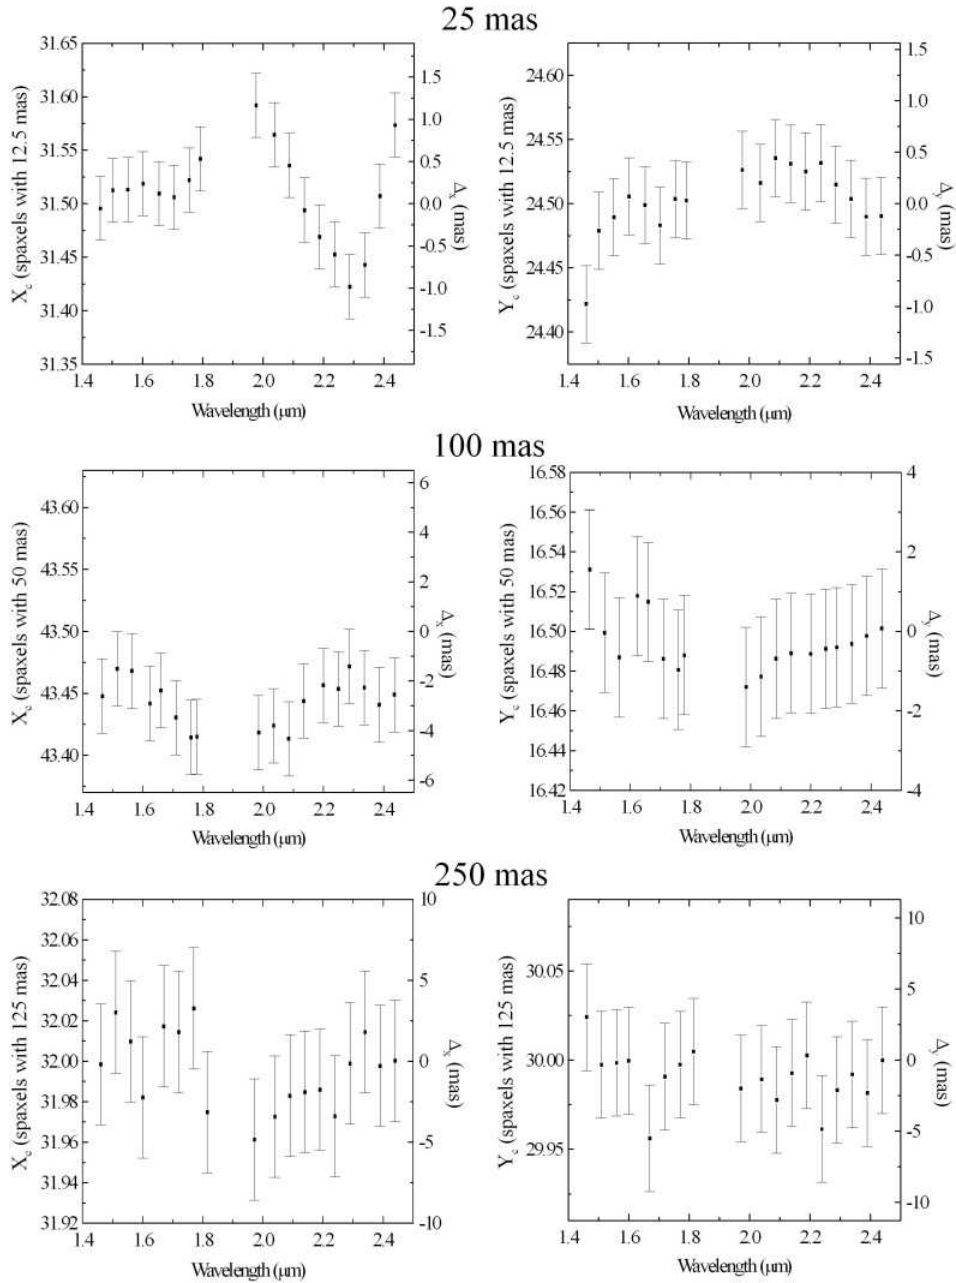 25 mas
31.65
31.60
31.55
31.50
31.45
31.40
31.35
X_c (spaxels with 12.5 mas)
1.5
1.0
0.5
0.0
-0.5
-1.0
-1.5
Δ_x (mas)
1.4 1.6 1.8 2.0 2.2 2.4
Wavelength (μm)
24.60
24.55
24.50
24.45
24.40
Y_c (spaxels with 12.5 mas)
1.5
1.0
0.5
0.0
-0.5
-1.0
-1.5
Δ_y (mas)
1.4 1.6 1.8 2.0 2.2 2.4
Wavelength (μm)
100 mas
43.60
43.55
43.50
43.45
43.40
X_c (spaxels with 50 mas)
6
4
2
0
-2
-4
-6
Δ_x (mas)
1.4 1.6 1.8 2.0 2.2 2.4
Wavelength (μm)
16.58
16.56
16.54
16.53
16.50
16.48
16.46
16.44
16.42
Y_c (spaxels with 50 mas)
4
2
0
-2
-4
Δ_y (mas)
1.4 1.6 1.8 2.0 2.2 2.4
Wavelength (μm)
250 mas
32.08
32.06
32.04
32.02
32.00
31.98
31.96
31.94
31.92
X_c (spaxels with 125 mas)
10
5
0
-5
-10
Δ_x (mas)
1.4 1.6 1.8 2.0 2.2 2.4
Wavelength (μm)
30.05
30.00
29.95
Y_c (spaxels with 125 mas)
10
5
0
-5
-10
Δ_y (mas)
1.4 1.6 1.8 2.0 2.2 2.4
Wavelength (μm)